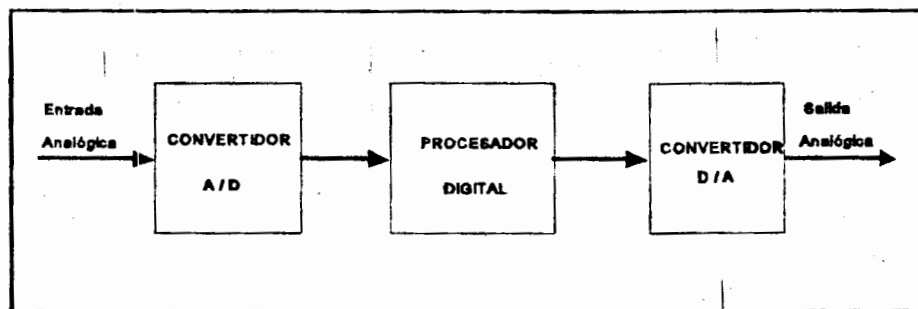 Entrada
Analógica
CONVERTIDOR
A / D
PROCESADOR
DIGITAL
CONVERTIDOR
D / A
Salida
Analógica